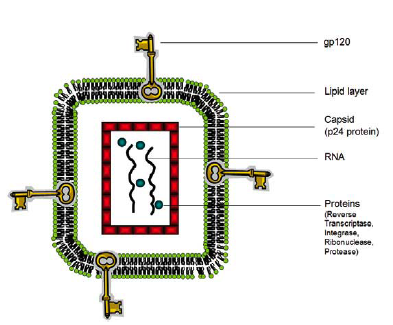 gp120
Lipid layer
Capsid
(p24 protein)
RNA
Proteins
(Reverse
Transcriptase,
Integrase,
Ribonuclease,
Protease)